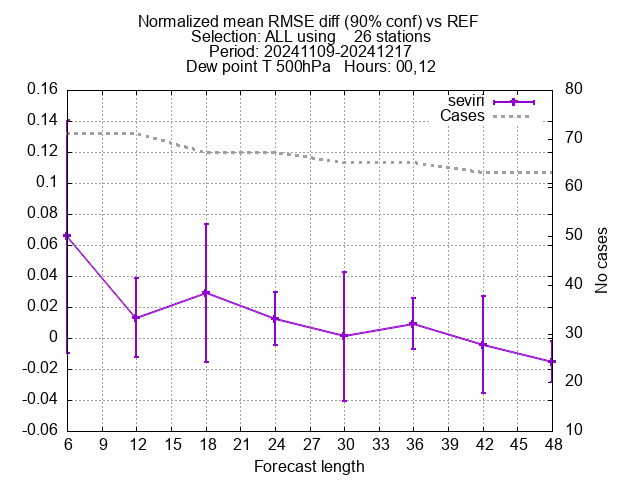 Normalized mean RMSE diff (90% conf) vs REF
Selection: ALL using    26 stations
Period: 20241109-20241217
Dew point T 500hPa   Hours: 00,12
seviri
Cases
0.16
0.14
0.12
0.1
0.08
0.06
0.04
0.02
0
-0.02
-0.04
-0.06
80
70
60
50
40
30
20
10
No cases
6 9 12 15 18 21 24 27 30 33 36 39 42 45 48
Forecast length